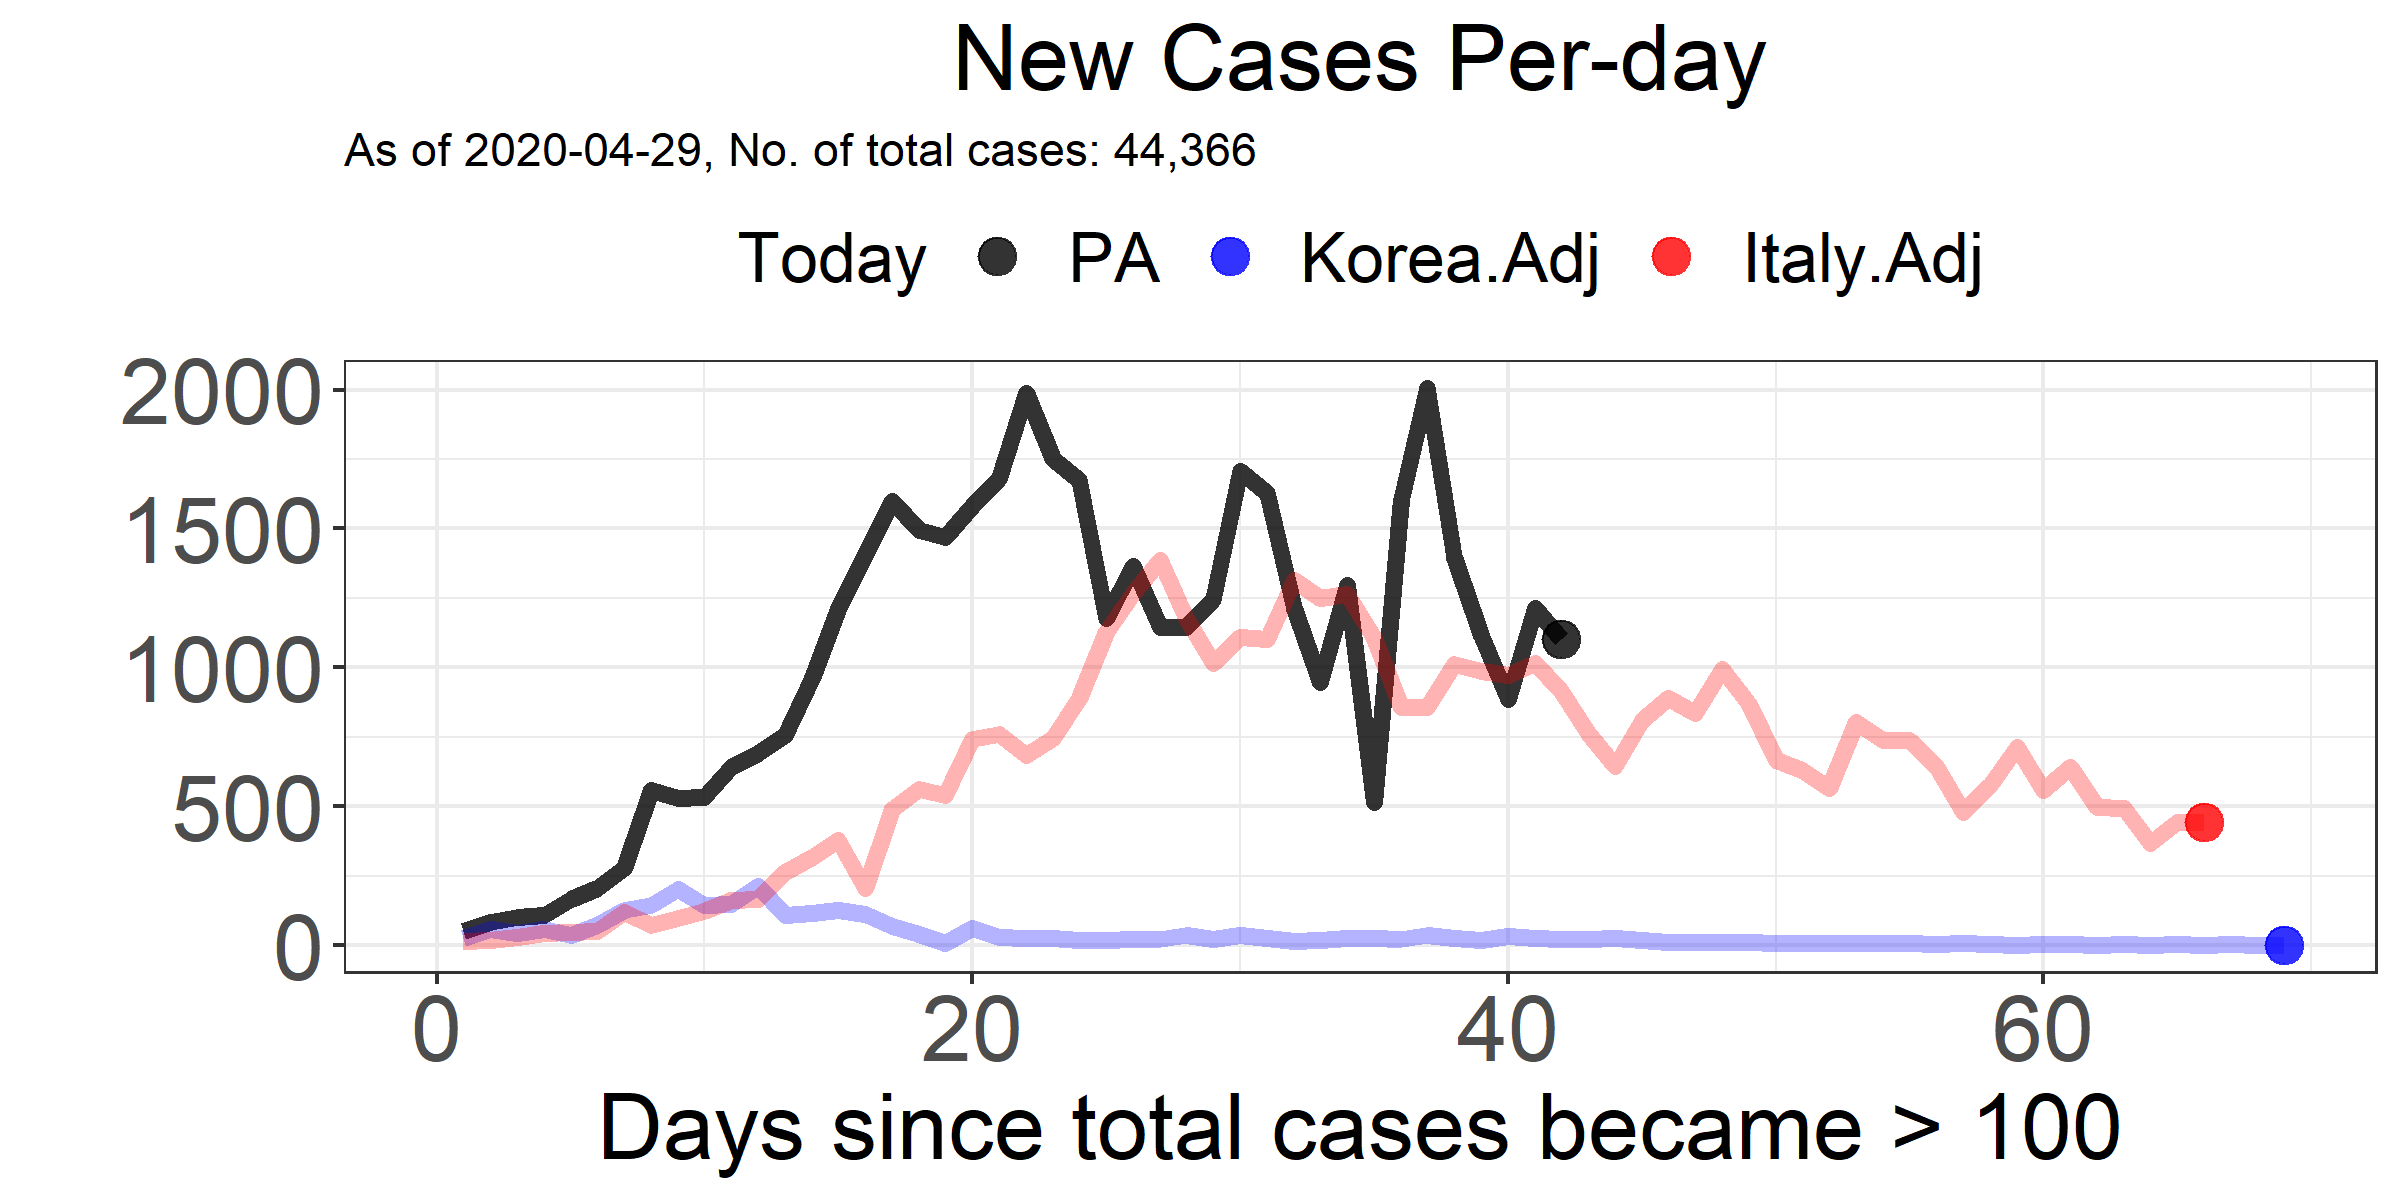 New Cases Per-day
As of 2020-04-29, No. of total cases: 44,366
Today PA Korea.Adj Italy.Adj
2000
1500
1000
500
0
0 20 40 60
Days since total cases became > 100